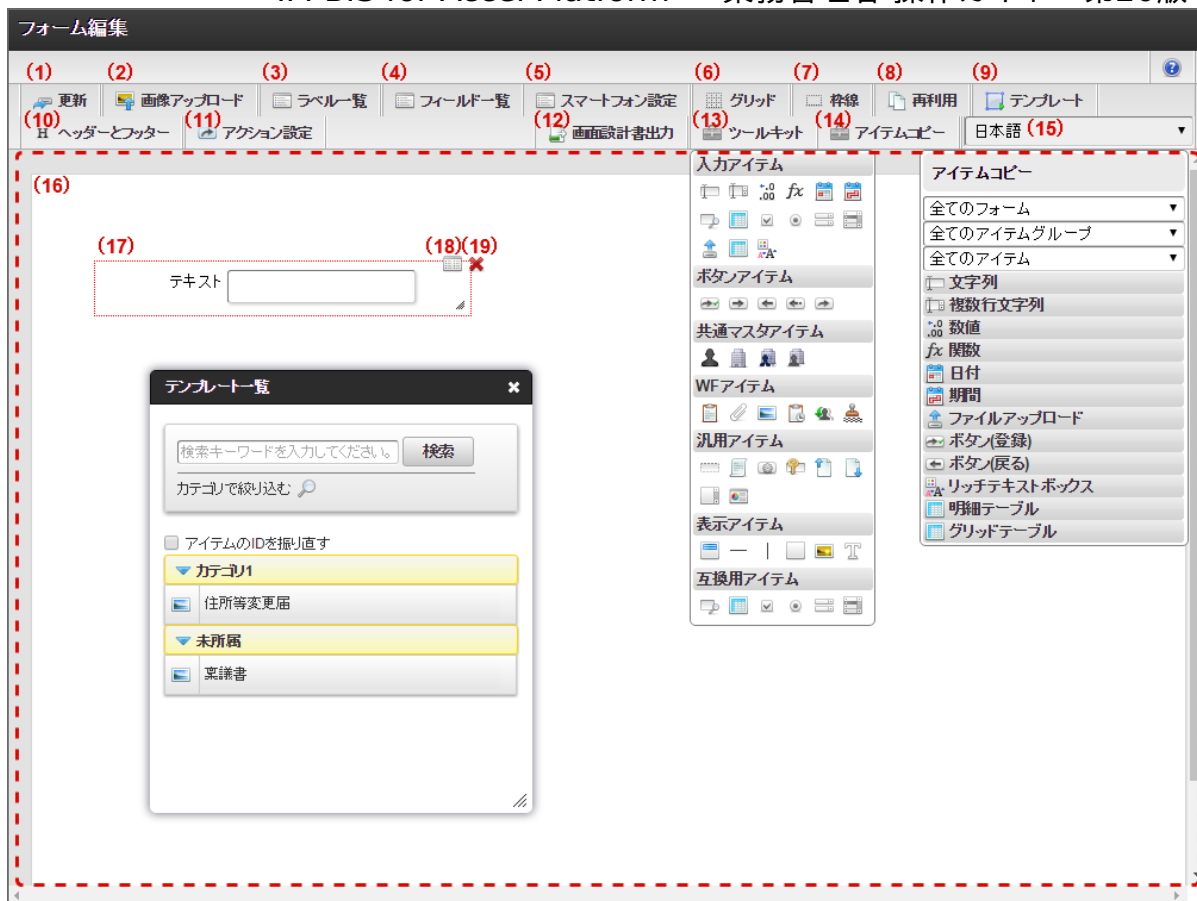 フォーム編集
(1) (2) (3) (4) (5) (6) (7) (8) (9)
更新 画像アップロード ラベル一覧 フィールド一覧 スマートフォン設定 グリッド 枠線 再利用 テンプレート
(10) (11) (12) (13) (14)
H ヘッダーとフッター アクション設定 画面設計書出力 ツールキット アイテムコピー 日本語 (15)
(16)
(17) (18)(19)
テキスト
テンプレート一覧
検索キーワードを入力してください。 検索
カテゴリで絞り込む
アイテムのIDを振り直す
カテゴリ1
住所等変更届
未所属
稟議書
入力アイテム
ボタンアイテム
共通マスタアイテム
WFアイテム
汎用アイテム
表示アイテム
互換用アイテム
アイテムコピー
全てのフォーム
全てのアイテムグループ
全てのアイテム
文字列
複数行文字列
数値
fx 関数
日付
期間
ファイルアップロード
ボタン(登録)
ボタン(戻る)
リッチテキストボックス
明細テーブル
グリッドテーブル